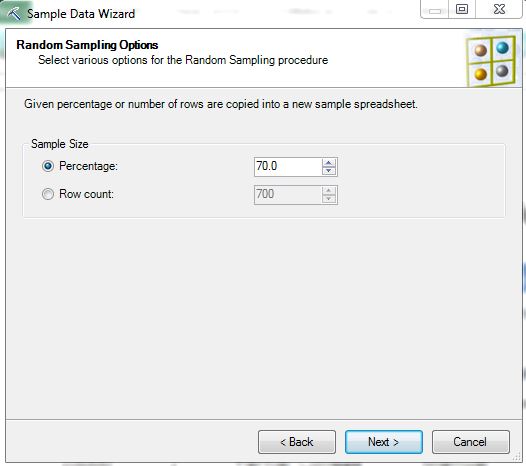 Sample Data Wizard
Random Sampling Options
Select various options for the Random Sampling procedure
Given percentage or number of rows are copied into a new sample spreadsheet.
Sample Size
Percentage: 70.0
Row count: 700
< Back Next > Cancel